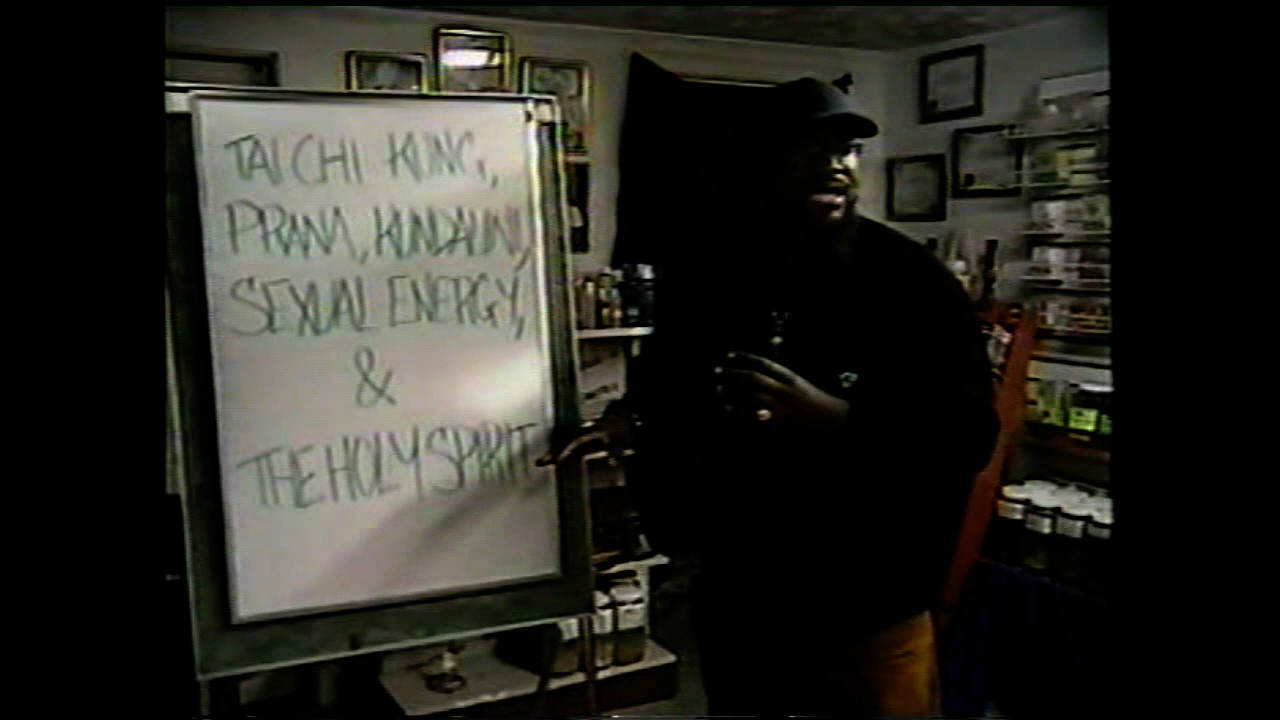 TAI CHI KUNG,
PRANA, KUNDALINI,
SEXUAL ENERGY,
&
THE HOLY SPIRIT